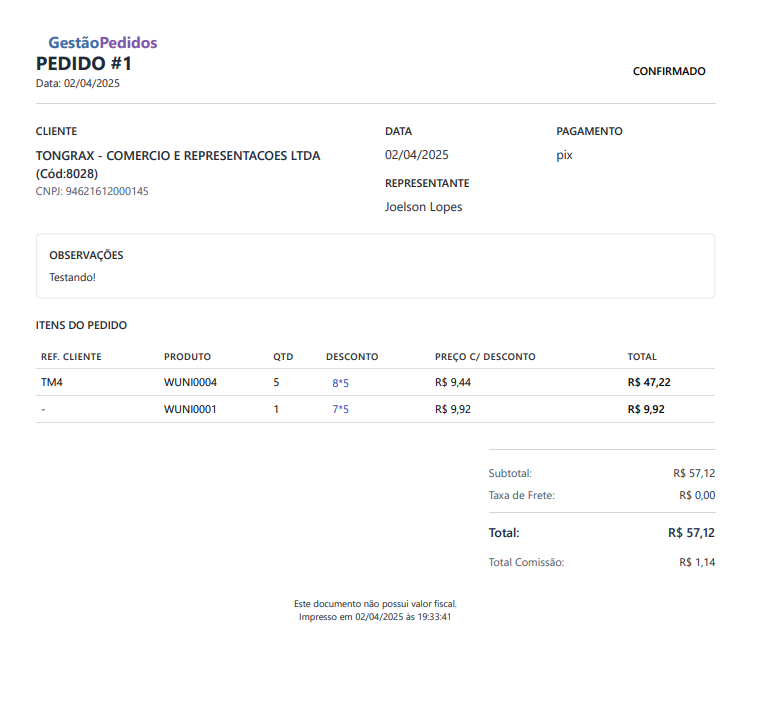 GestãoPedidos
PEDIDO #1
Data: 02/04/2025
CONFIRMADO
CLIENTE
TONGRAX - COMERCIO E REPRESENTACOES LTDA
(Cód:8028)
CNPJ: 94621612000145
DATA
02/04/2025
REPRESENTANTE
Joelson Lopes
PAGAMENTO
pix
OBSERVAÇÕES
Testando!
ITENS DO PEDIDO
REF. CLIENTE PRODUTO QTD DESCONTO PREÇO C/ DESCONTO TOTAL
TM4 WUNI0004 5 8*5 R$ 9,44 R$ 47,22
- WUNI0001 1 7*5 R$ 9,92 R$ 9,92
Subtotal: R$ 57,12
Taxa de Frete: R$ 0,00
Total: R$ 57,12
Total Comissão: R$ 1,14
Este documento não possui valor fiscal.
Impresso em 02/04/2025 às 19:33:41